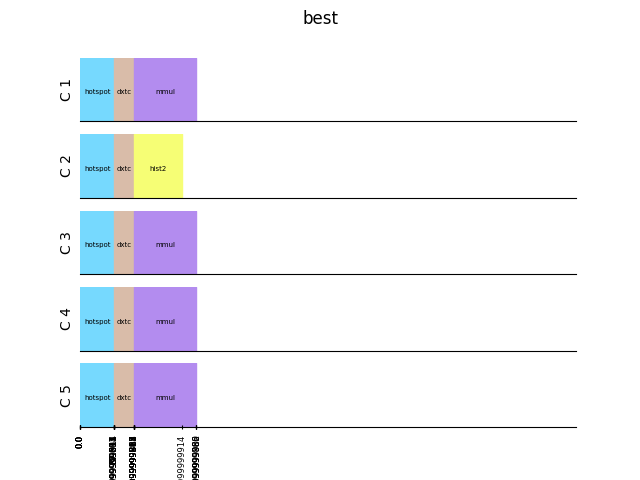 best
C 1
hotspot dxtc mmul
C 2
hotspot dxtc hist2
C 3
hotspot dxtc mmul
C 4
hotspot dxtc mmul
C 5
hotspot dxtc mmul
0.0